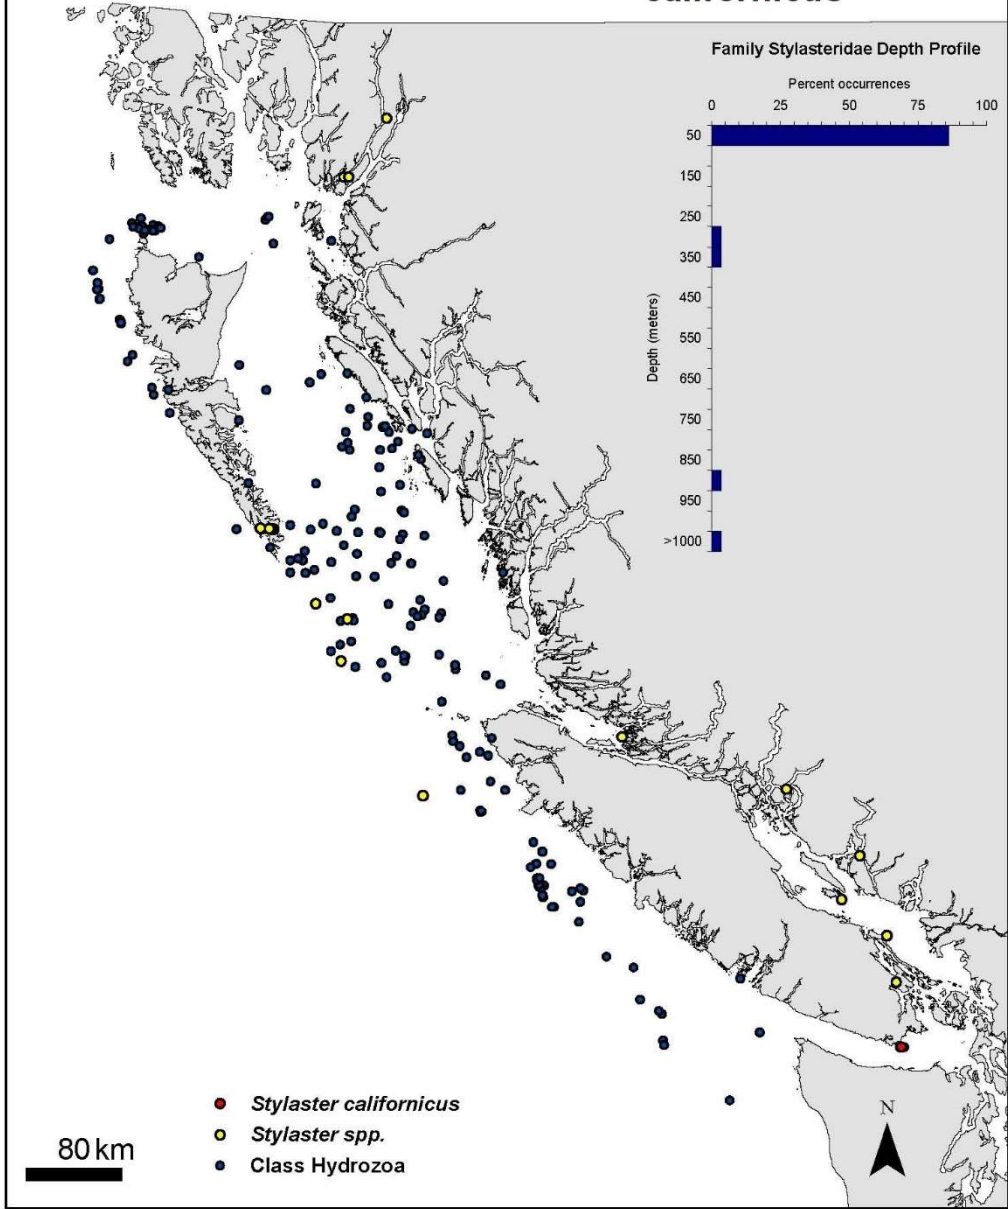 californicus
Family Stylasteridae Depth Profile
Percent occurrences
0 25 50 75 100
50
150
250
350
450
550
650
750
850
950
>1000
Depth (meters)
Stylaster californicus
Stylaster spp.
Class Hydrozoa
80 km
N